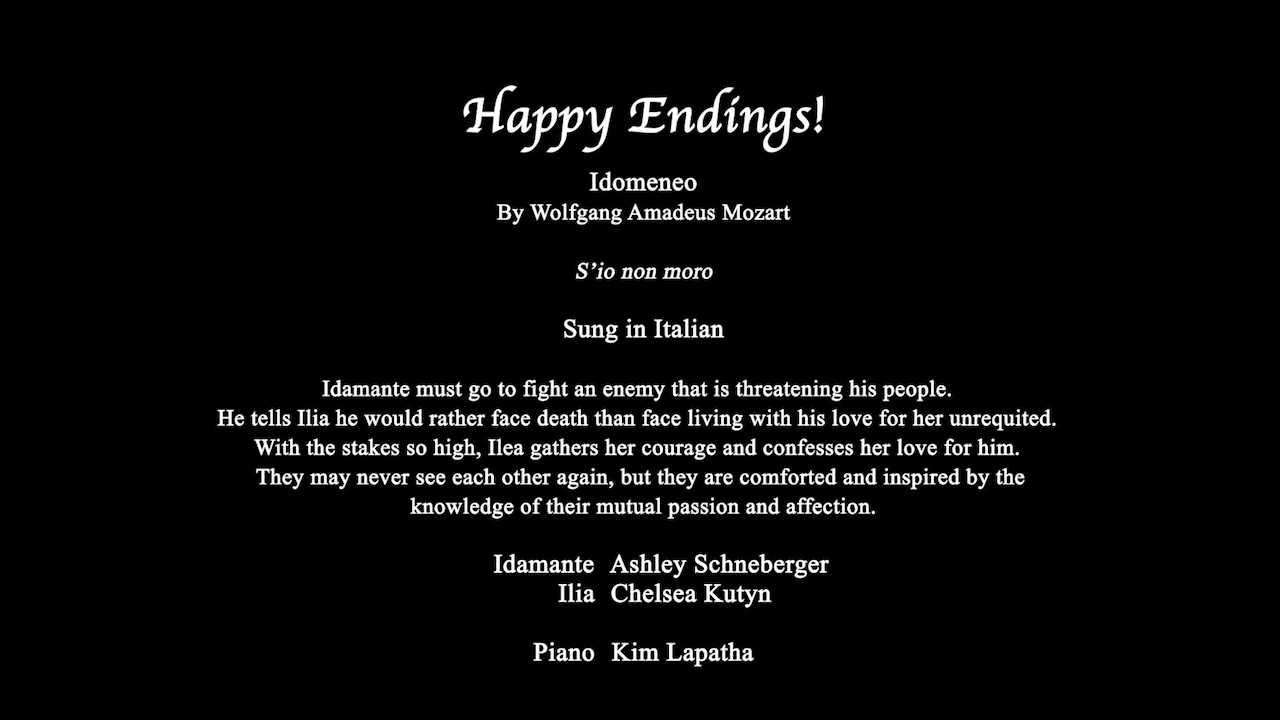 Happy Endings!
Idomeneo
By Wolfgang Amadeus Mozart
S’io non moro
Sung in Italian
Idamante must go to fight an enemy that is threatening his people.
He tells Ilia he would rather face death than face living with his love for her unrequited.
With the stakes so high, Ilea gathers her courage and confesses her love for him.
They may never see each other again, but they are comforted and inspired by the
knowledge of their mutual passion and affection.
Idamante Ashley Schneberger
Ilia Chelsea Kutyn
Piano Kim Lapatha